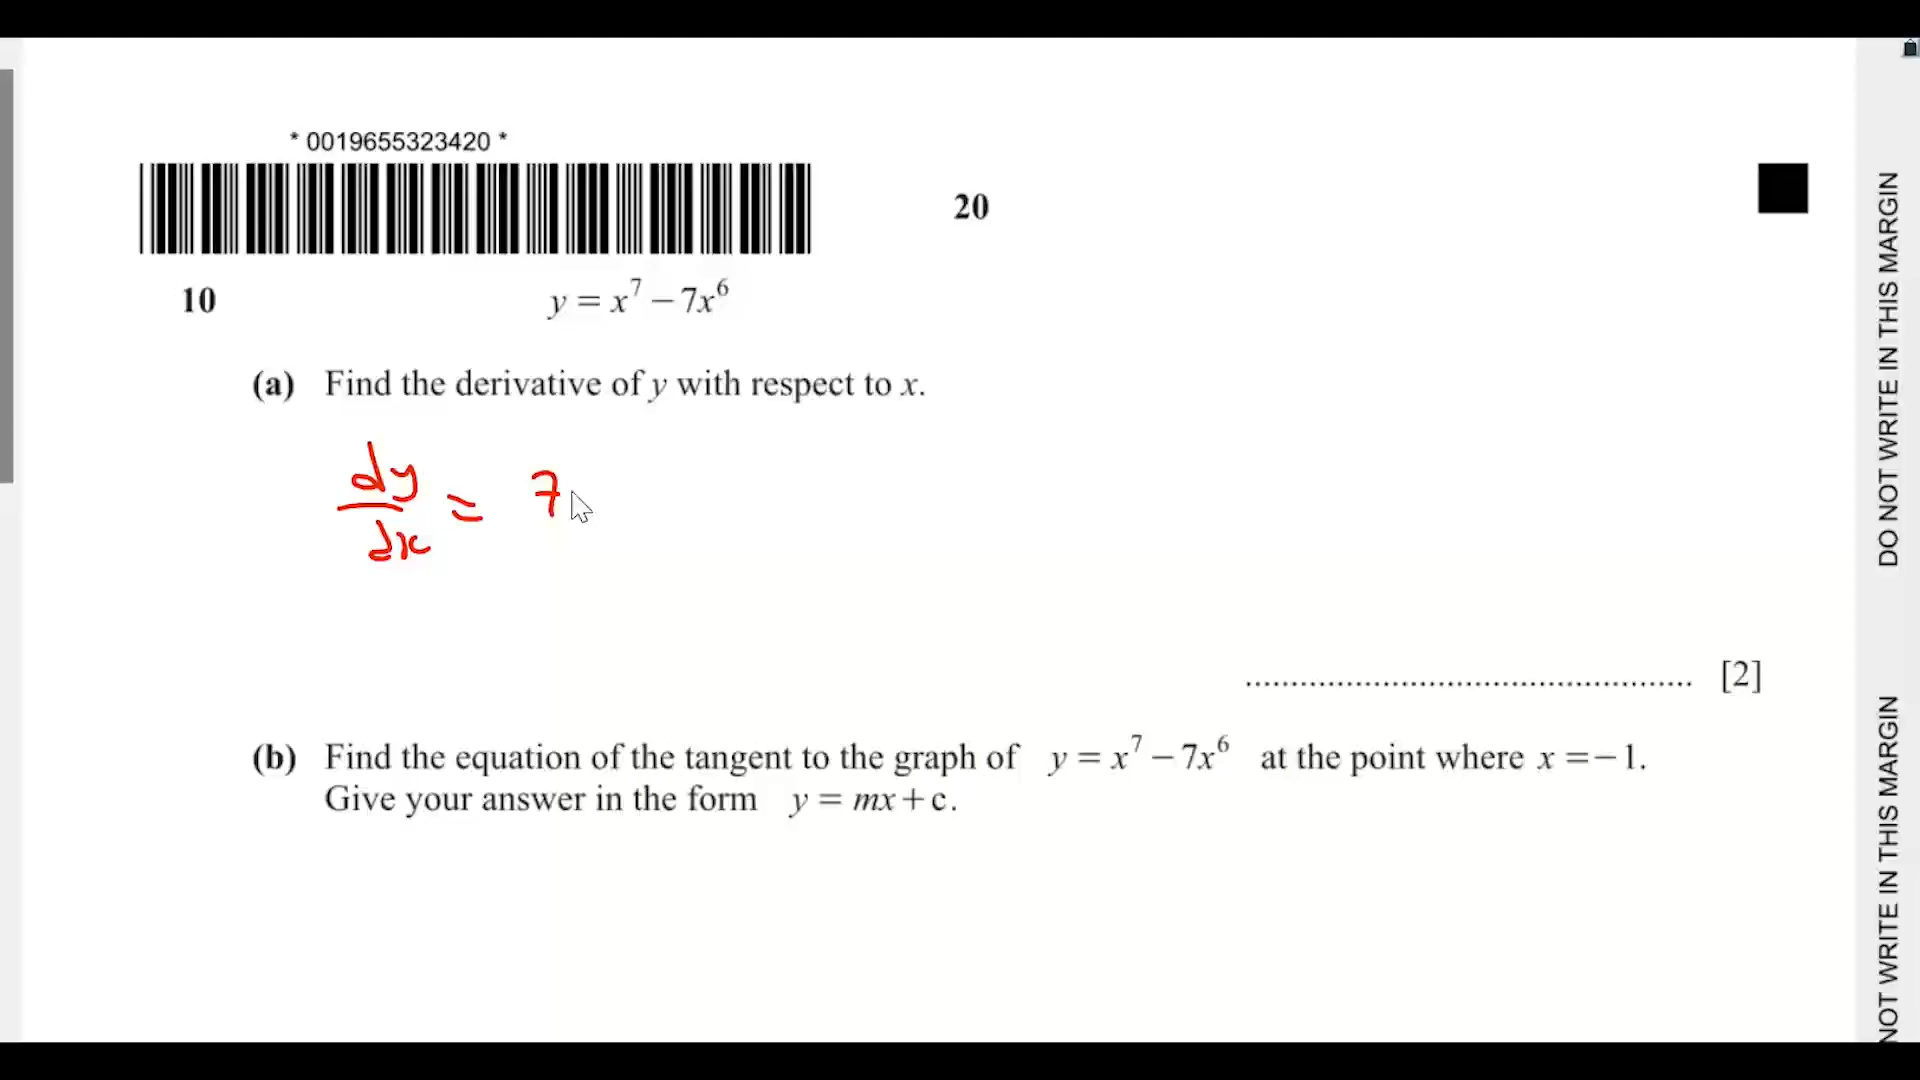 * 0019655323420 *
20
10 y = x⁷ − 7x⁶
(a) Find the derivative of y with respect to x.
dy/dx = 7
.................................................. [2]
(b) Find the equation of the tangent to the graph of y = x⁷ − 7x⁶ at the point where x = −1.
Give your answer in the form y = mx + c.
DO NOT WRITE IN THIS MARGIN
NOT WRITE IN THIS MARGIN